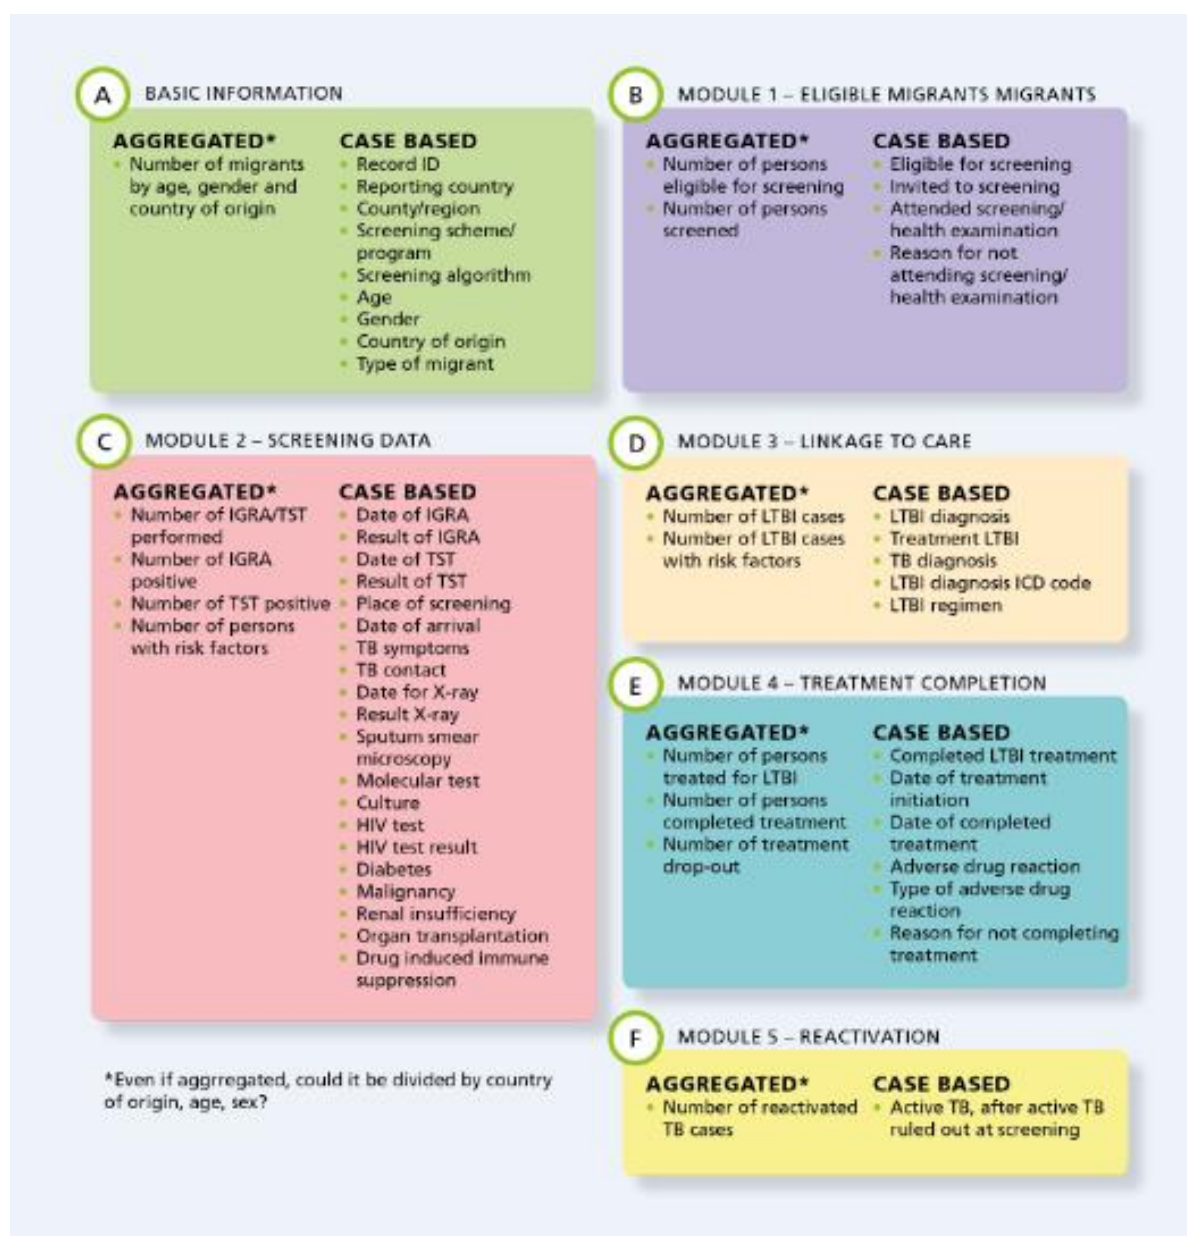 A
BASIC INFORMATION
AGGREGATED*
• Number of migrants
by age, gender and
country of origin
CASE BASED
• Record ID
• Reporting country
• County/region
• Screening scheme/
program
• Screening algorithm
• Age
• Gender
• Country of origin
• Type of migrant
B
MODULE 1 – ELIGIBLE MIGRANTS MIGRANTS
AGGREGATED*
• Number of persons
eligible for screening
• Number of persons
screened
CASE BASED
• Eligible for screening
• Invited to screening
• Attended screening/
health examination
• Reason for not
attending screening/
health examination
C
MODULE 2 – SCREENING DATA
AGGREGATED*
• Number of IGRA/TST
performed
• Number of IGRA
positive
• Number of TST positive
• Number of persons
with risk factors
CASE BASED
• Date of IGRA
• Result of IGRA
• Date of TST
• Result of TST
• Place of screening
• Date of arrival
• TB symptoms
• TB contact
• Date for X-ray
• Result X-ray
• Sputum smear
microscopy
• Molecular test
• Culture
• HIV test
• HIV test result
• Diabetes
• Malignancy
• Renal insufficiency
• Organ transplantation
• Drug induced immune
suppression
D
MODULE 3 – LINKAGE TO CARE
AGGREGATED*
• Number of LTBI cases
• Number of LTBI cases
with risk factors
CASE BASED
• LTBI diagnosis
• Treatment LTBI
• TB diagnosis
• LTBI diagnosis ICD code
• LTBI regimen
E
MODULE 4 – TREATMENT COMPLETION
AGGREGATED*
• Number of persons
treated for LTBI
• Number of persons
completed treatment
• Number of treatment
drop-out
CASE BASED
• Completed LTBI treatment
• Date of treatment
initiation
• Date of completed
treatment
• Adverse drug reaction
• Type of adverse drug
reaction
• Reason for not completing
treatment
F
MODULE 5 – REACTIVATION
AGGREGATED*
• Number of reactivated
TB cases
CASE BASED
• Active TB, after active TB
ruled out at screening
*Even if aggrregated, could it be divided by country
of origin, age, sex?